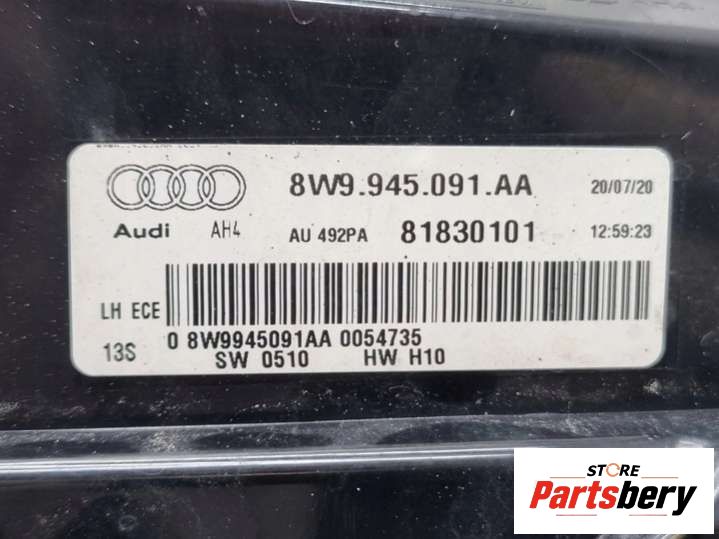 8W9.945.091.AA 20/07/20
Audi AH4 AU 492PA 81830101 12:59:23
LH ECE
0 8W9945091AA 0054735
13S SW 0510 HW H10
STORE
Partsbery